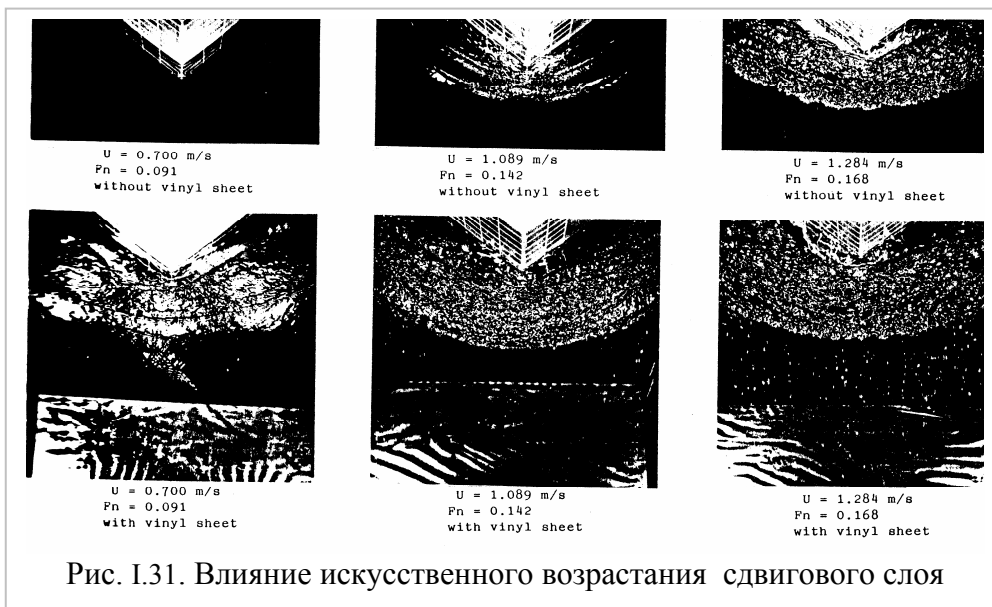 U = 0.700 m/s
Fn = 0.091
without vinyl sheet
U = 1.089 m/s
Fn = 0.142
without vinyl sheet
U = 1.284 m/s
Fn = 0.168
without vinyl sheet
U = 0.700 m/s
Fn = 0.091
with vinyl sheet
U = 1.089 m/s
Fn = 0.142
with vinyl sheet
U = 1.284 m/s
Fn = 0.168
with vinyl sheet
Рис. I.31. Влияние искусственного возрастания сдвигового слоя